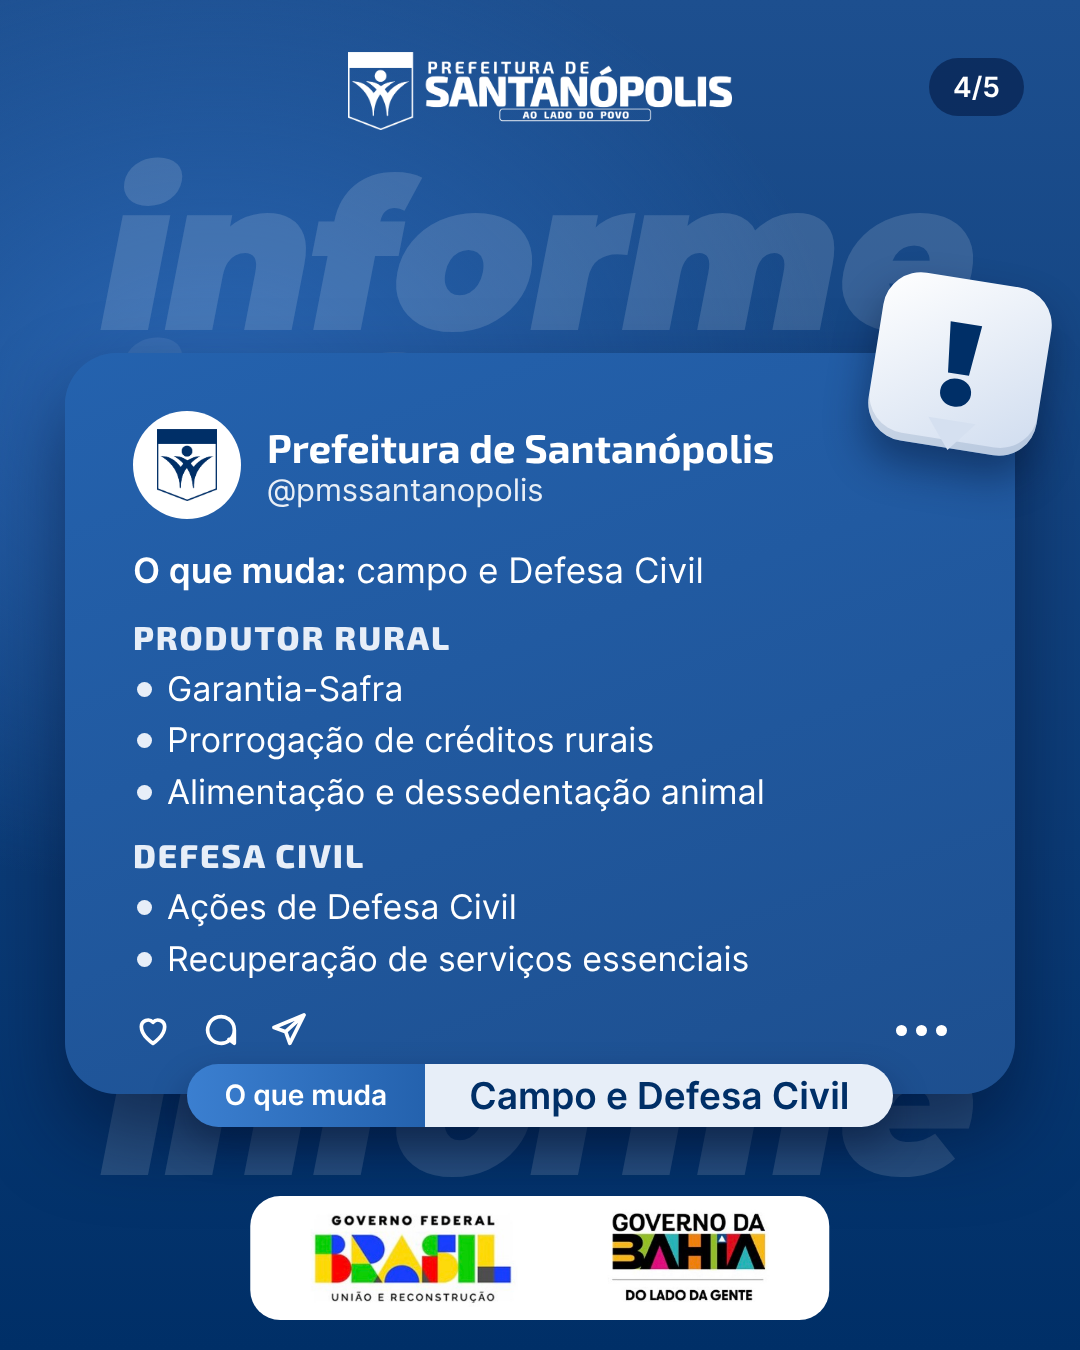 PREFEITURA DE
SANTANÓPOLIS
AO LADO DO POVO
4/5
informe
!
Prefeitura de Santanópolis
@pmssantanopolis
O que muda: campo e Defesa Civil
PRODUTOR RURAL
• Garantia-Safra
• Prorrogação de créditos rurais
• Alimentação e dessedentação animal
DEFESA CIVIL
• Ações de Defesa Civil
• Recuperação de serviços essenciais
O que muda
Campo e Defesa Civil
informe
GOVERNO FEDERAL
BRASIL
UNIÃO E RECONSTRUÇÃO
GOVERNO DA
BAHIA
DO LADO DA GENTE